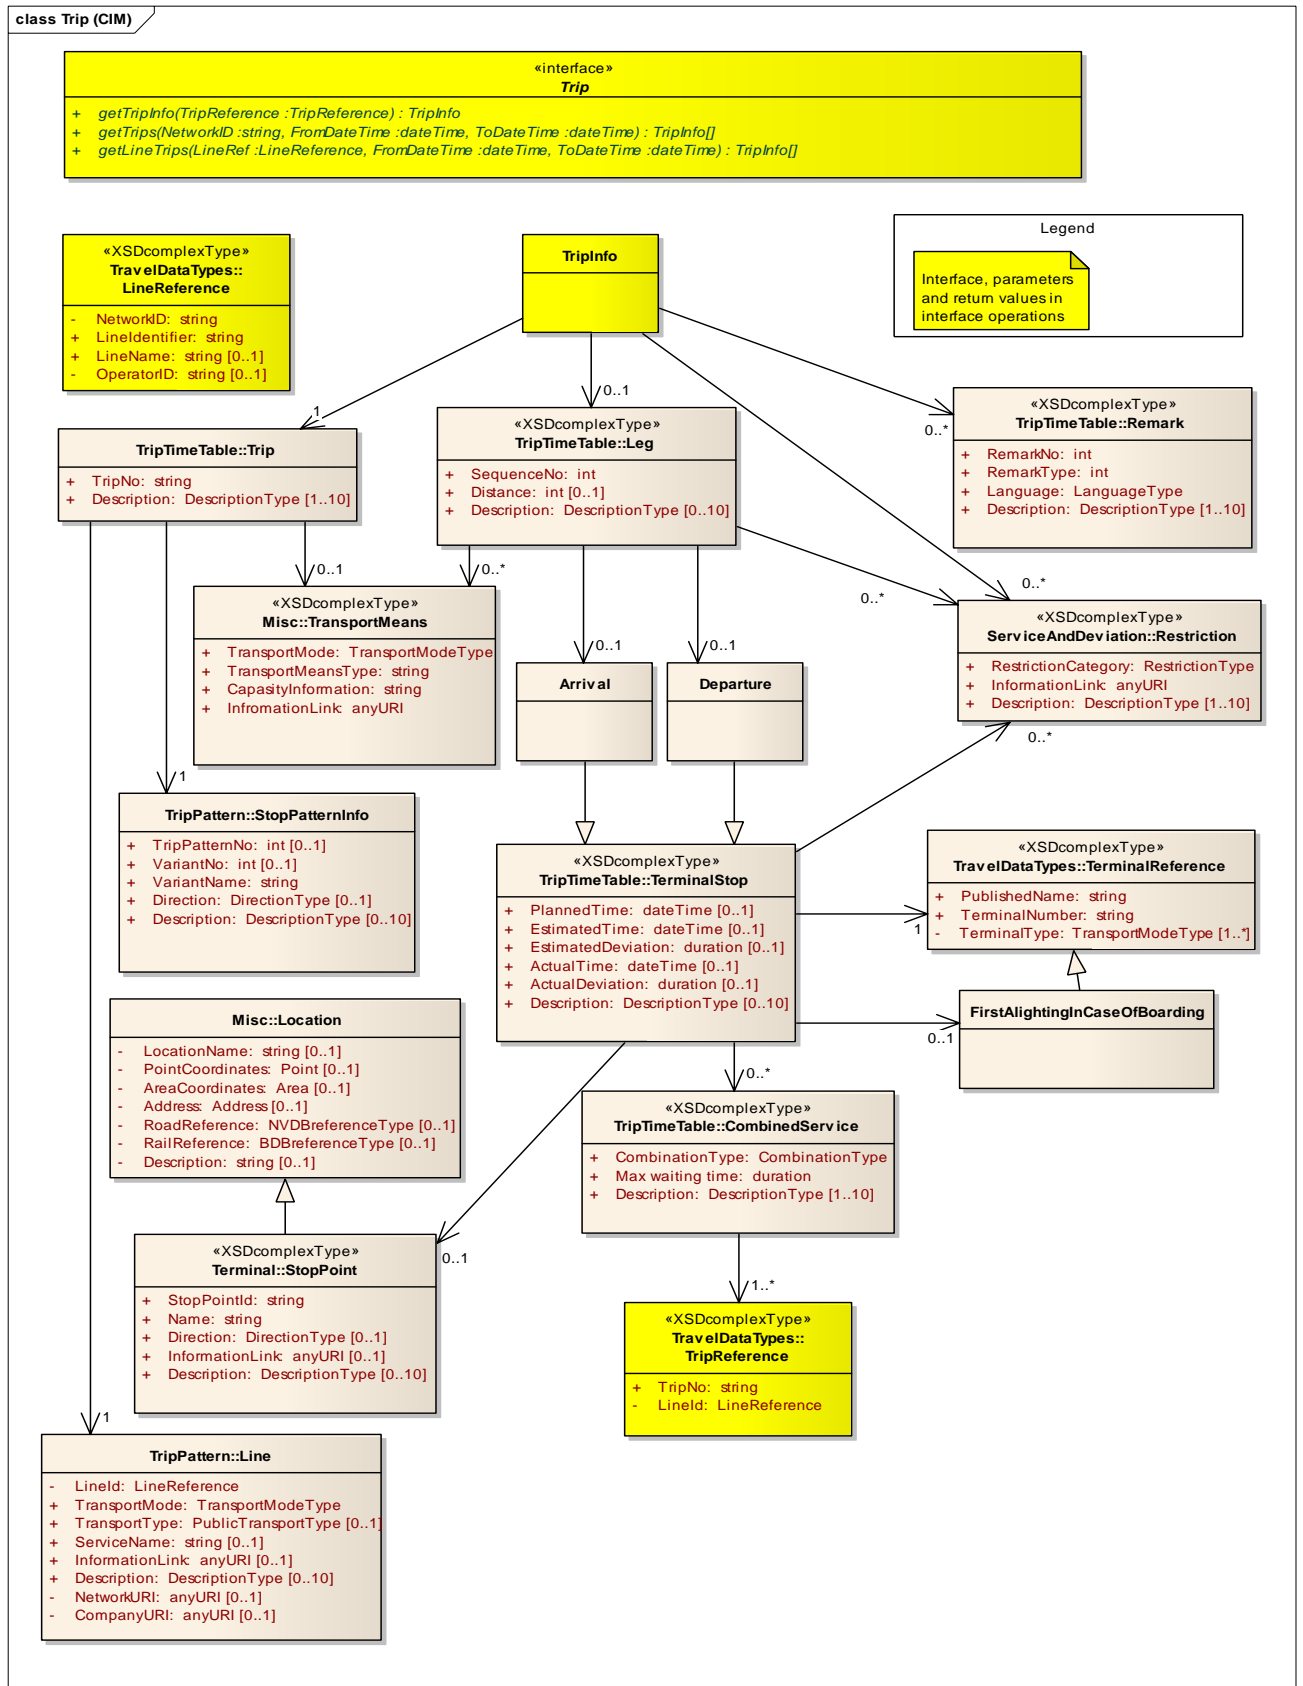 class Trip (CIM)
«interface»
Trip
+ getTripInfo(TripReference :TripReference) : TripInfo
+ getTrips(NetworkID :string, FromDateTime :dateTime, ToDateTime :dateTime) : TripInfo[]
+ getLineTrips(LineRef :LineReference, FromDateTime :dateTime, ToDateTime :dateTime) : TripInfo[]
«XSDcomplexType»
TravelDataTypes::
LineReference
- NetworkID: string
+ LineIdentifier: string
+ LineName: string [0..1]
- OperatorID: string [0..1]
TripInfo
Legend
Interface, parameters
and return values in
interface operations
1
0..1
0..*
TripTimeTable::Trip
+ TripNo: string
+ Description: DescriptionType [1..10]
«XSDcomplexType»
TripTimeTable::Leg
+ SequenceNo: int
+ Distance: int [0..1]
+ Description: DescriptionType [0..10]
«XSDcomplexType»
TripTimeTable::Remark
+ RemarkNo: int
+ RemarkType: int
+ Language: LanguageType
+ Description: DescriptionType [1..10]
0..1
0..*
0..*
0..*
«XSDcomplexType»
Misc::TransportMeans
+ TransportMode: TransportModeType
+ TransportMeansType: string
+ CapasityInformation: string
+ InfromationLink: anyURI
0..1
0..1
Arrival
Departure
«XSDcomplexType»
ServiceAndDeviation::Restriction
+ RestrictionCategory: RestrictionType
+ InformationLink: anyURI
+ Description: DescriptionType [1..10]
0..*
1
TripPattern::StopPatternInfo
+ TripPatternNo: int [0..1]
+ VariantNo: int [0..1]
+ VariantName: string
+ Direction: DirectionType [0..1]
+ Description: DescriptionType [0..10]
«XSDcomplexType»
TripTimeTable::TerminalStop
+ PlannedTime: dateTime [0..1]
+ EstimatedTime: dateTime [0..1]
+ EstimatedDeviation: duration [0..1]
+ ActualTime: dateTime [0..1]
+ ActualDeviation: duration [0..1]
+ Description: DescriptionType [0..10]
«XSDcomplexType»
TravelDataTypes::TerminalReference
+ PublishedName: string
+ TerminalNumber: string
- TerminalType: TransportModeType [1..*]
1
FirstAlightingInCaseOfBoarding
0..1
Misc::Location
- LocationName: string [0..1]
- PointCoordinates: Point [0..1]
- AreaCoordinates: Area [0..1]
- Address: Address [0..1]
- RoadReference: NVDBreferenceType [0..1]
- RailReference: BDBreferenceType [0..1]
- Description: string [0..1]
0..*
«XSDcomplexType»
TripTimeTable::CombinedService
+ CombinationType: CombinationType
+ Max waiting time: duration
+ Description: DescriptionType [1..10]
0..1
«XSDcomplexType»
Terminal::StopPoint
+ StopPointId: string
+ Name: string
+ Direction: DirectionType [0..1]
+ InformationLink: anyURI [0..1]
+ Description: DescriptionType [0..10]
1..*
«XSDcomplexType»
TravelDataTypes::
TripReference
+ TripNo: string
- LineId: LineReference
1
TripPattern::Line
- LineId: LineReference
+ TransportMode: TransportModeType
+ TransportType: PublicTransportType [0..1]
+ ServiceName: string [0..1]
+ InformationLink: anyURI [0..1]
+ Description: DescriptionType [0..10]
- NetworkURI: anyURI [0..1]
- CompanyURI: anyURI [0..1]